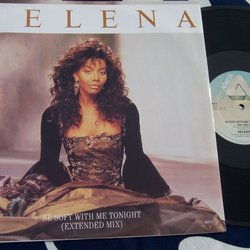 ELENA
BE SOFT WITH ME TONIGHT
(EXTENDED MIX)